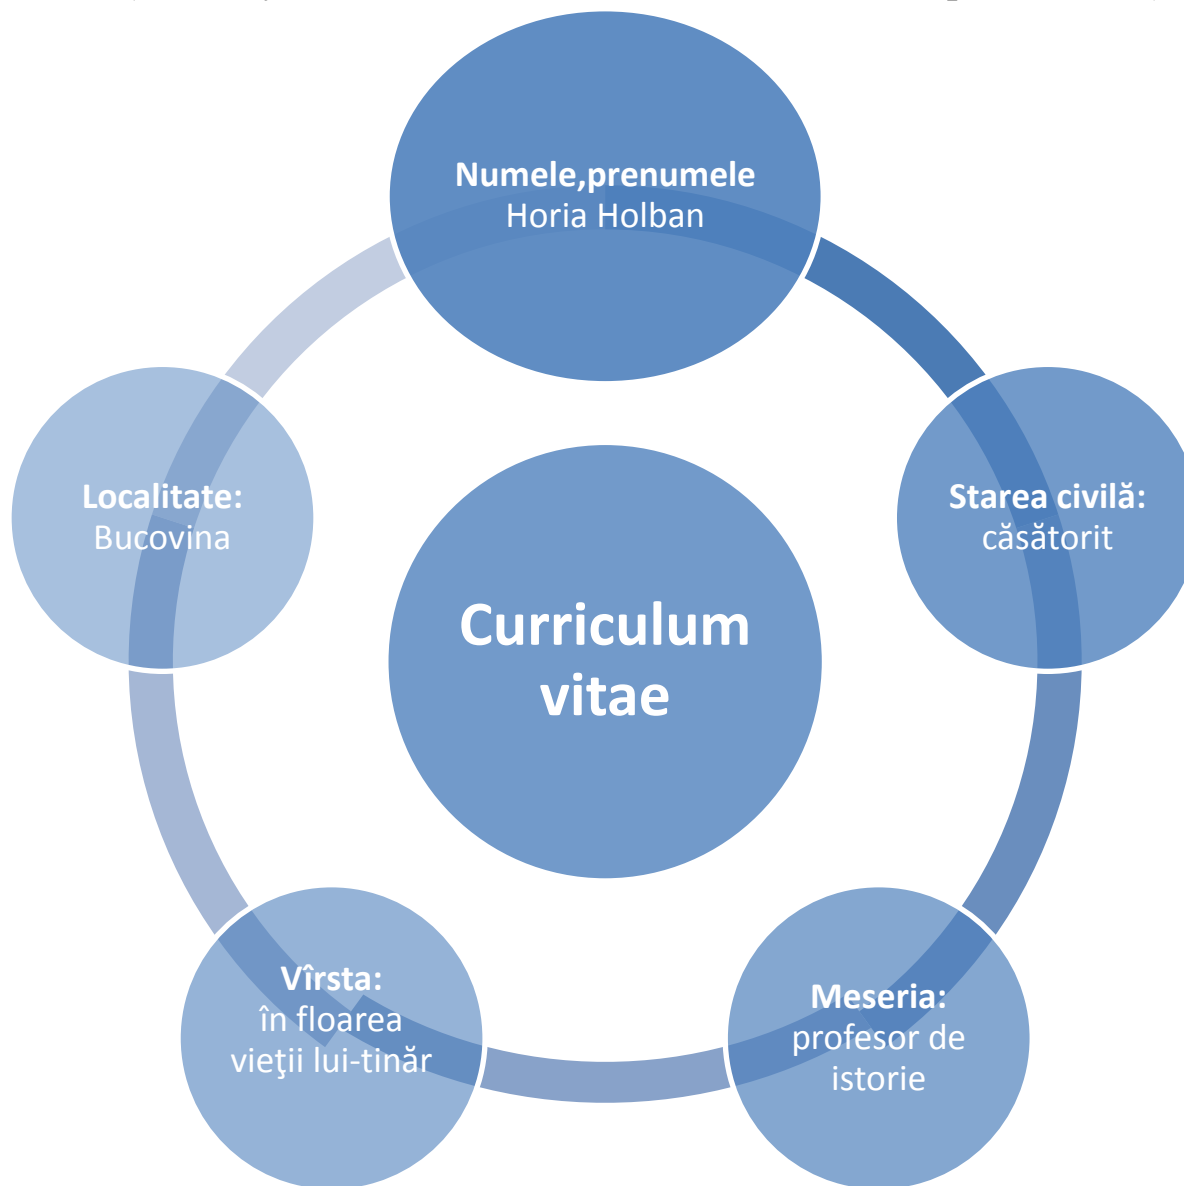 Numele,prenumele
Horia Holban
Starea civilă:
căsătorit
Meseria:
profesor de
istorie
Vîrsta:
în floarea
vieţii lui-tinăr
Localitate:
Bucovina
Curriculum
vitae